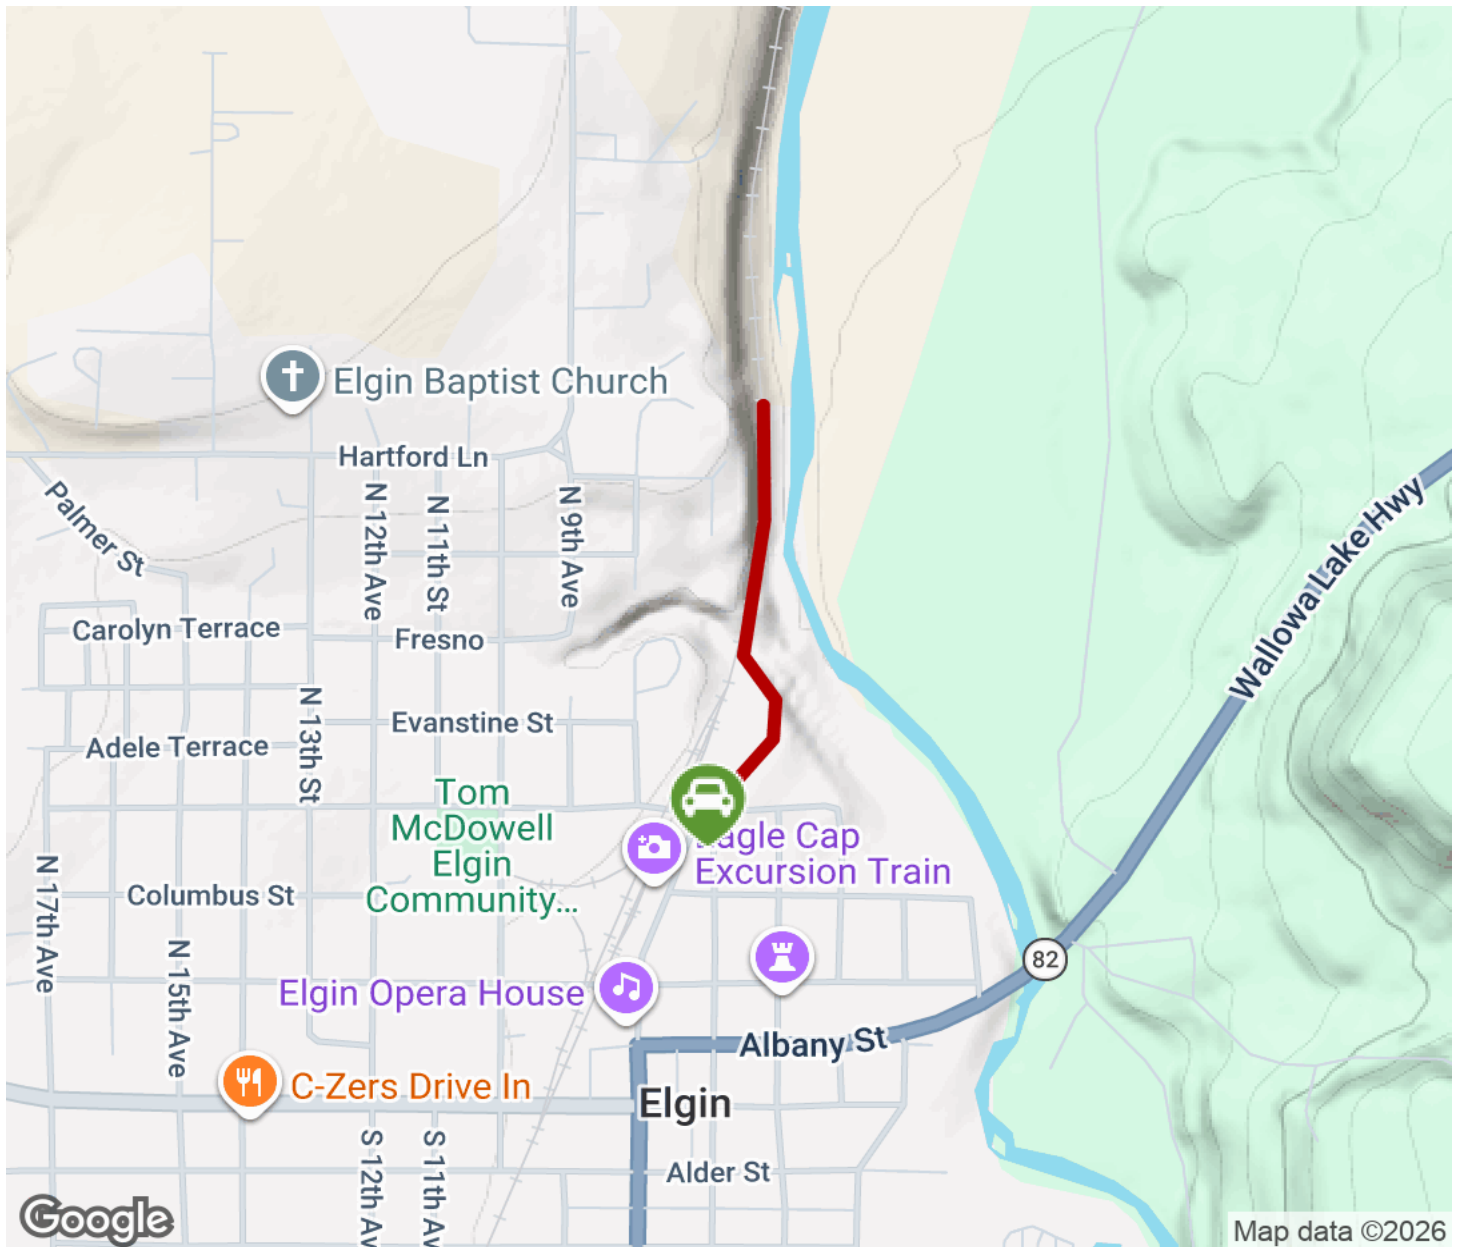 Elgin Baptist Church
Hartford Ln
Palmer St
N 12th Ave
N 11th St
N 9th Ave
Carolyn Terrace
Fresno
Wallowa Lake Hwy
N 13th St
Evanstine St
Adele Terrace
Tom
McDowell
Elgin
Community...
Eagle Cap
Excursion Train
N 17th Ave
Columbus St
N 15th Ave
82
Elgin Opera House
Albany St
C-Zers Drive In
Elgin
S 12th Av
S 11th Av
Alder St
Google
Map data ©2026